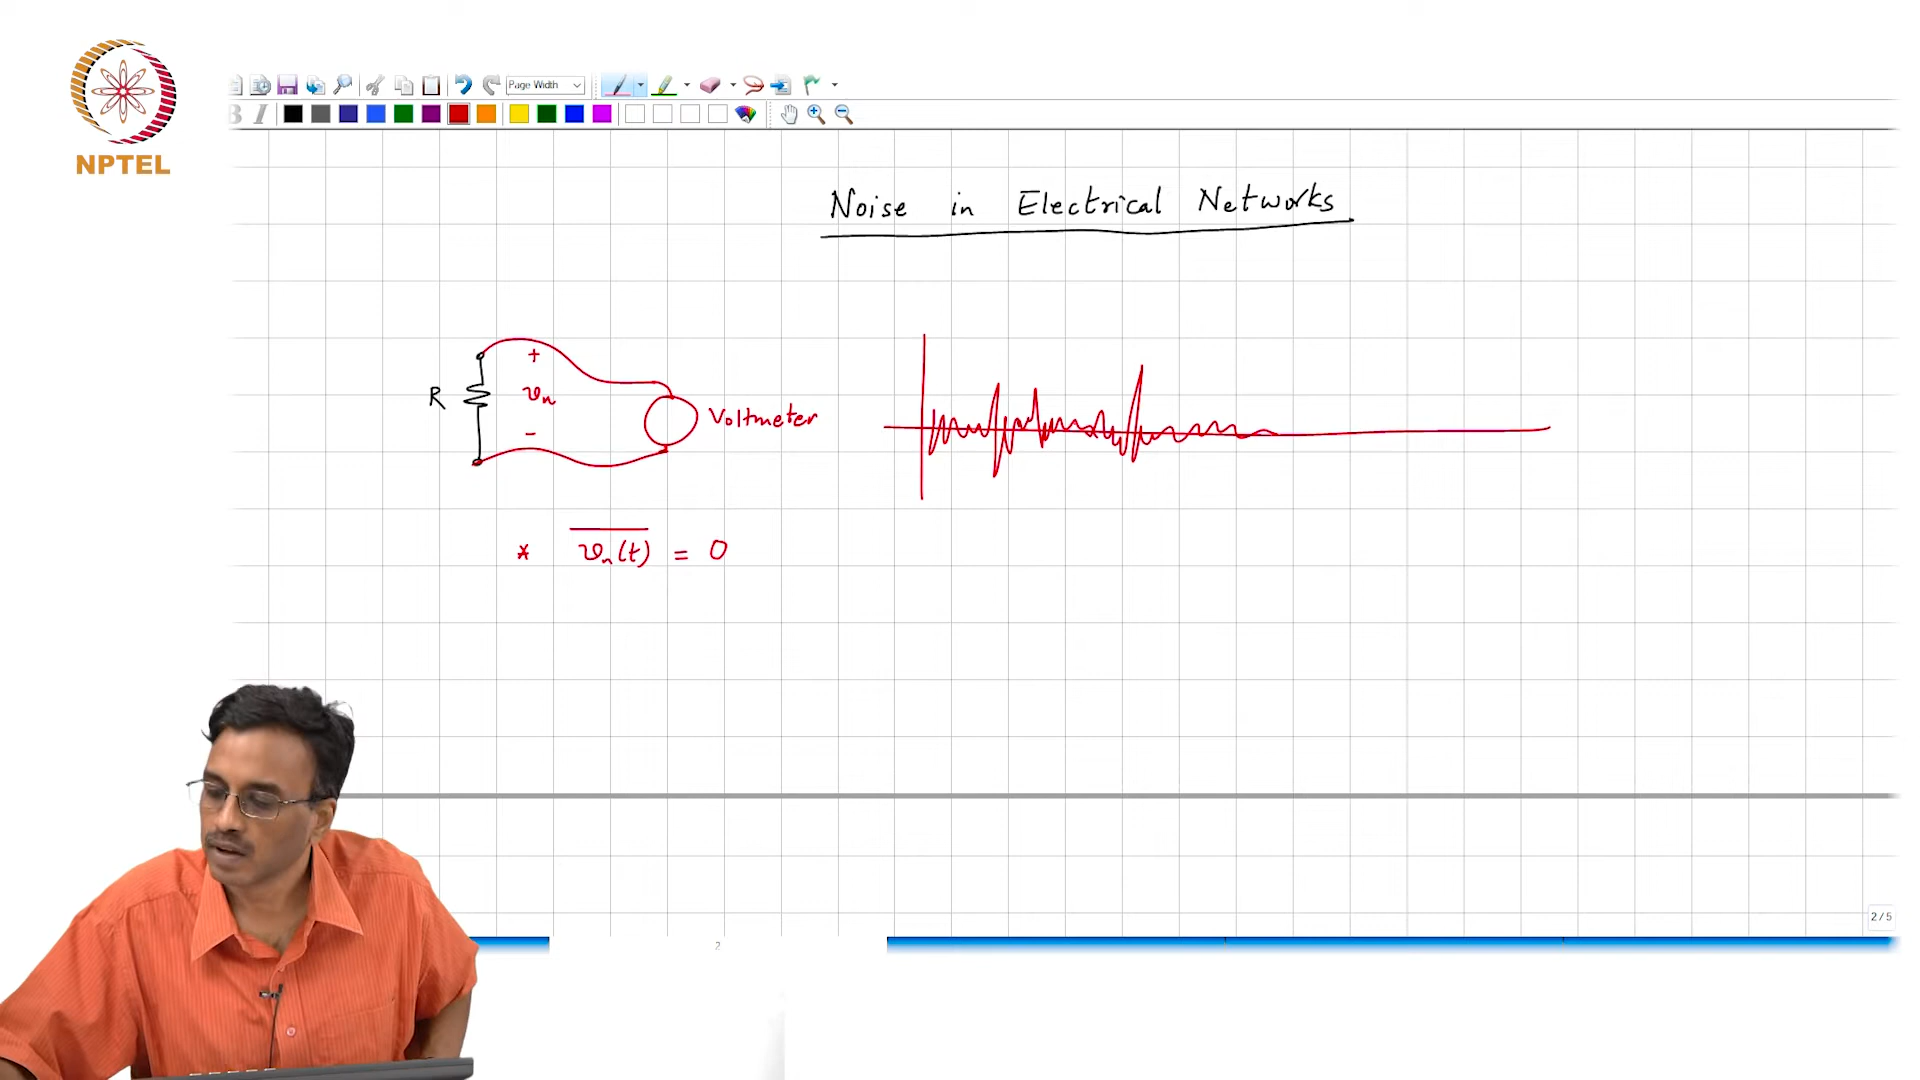 NPTEL
Page Width
B I
Noise in Electrical Networks
R
+
vn
-
Voltmeter
* vn(t) = 0
2/5
2